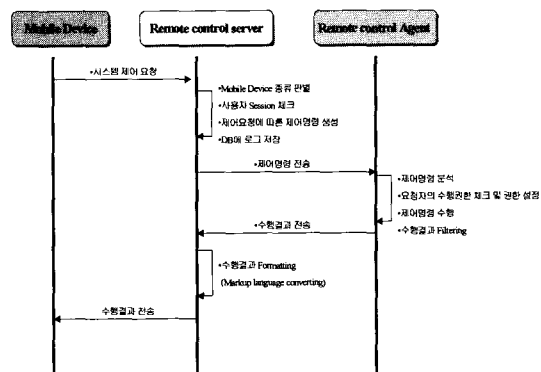 Mobile Device
Remote control server
Remote control Agent
•시스템 제어 요청
•Mobile Device 종류 판별
•사용자 Session 체크
•제어요청에 따른 제어명령 생성
•DB에 로그 저장
•제어명령 전송
•제어명령 분석
•요청자의 수행권한 체크 및 권한 설정
•제어명령 수행
•수행결과 Filtering
•수행결과 전송
•수행결과 Formatting
(Markup language converting)
수행결과 전송